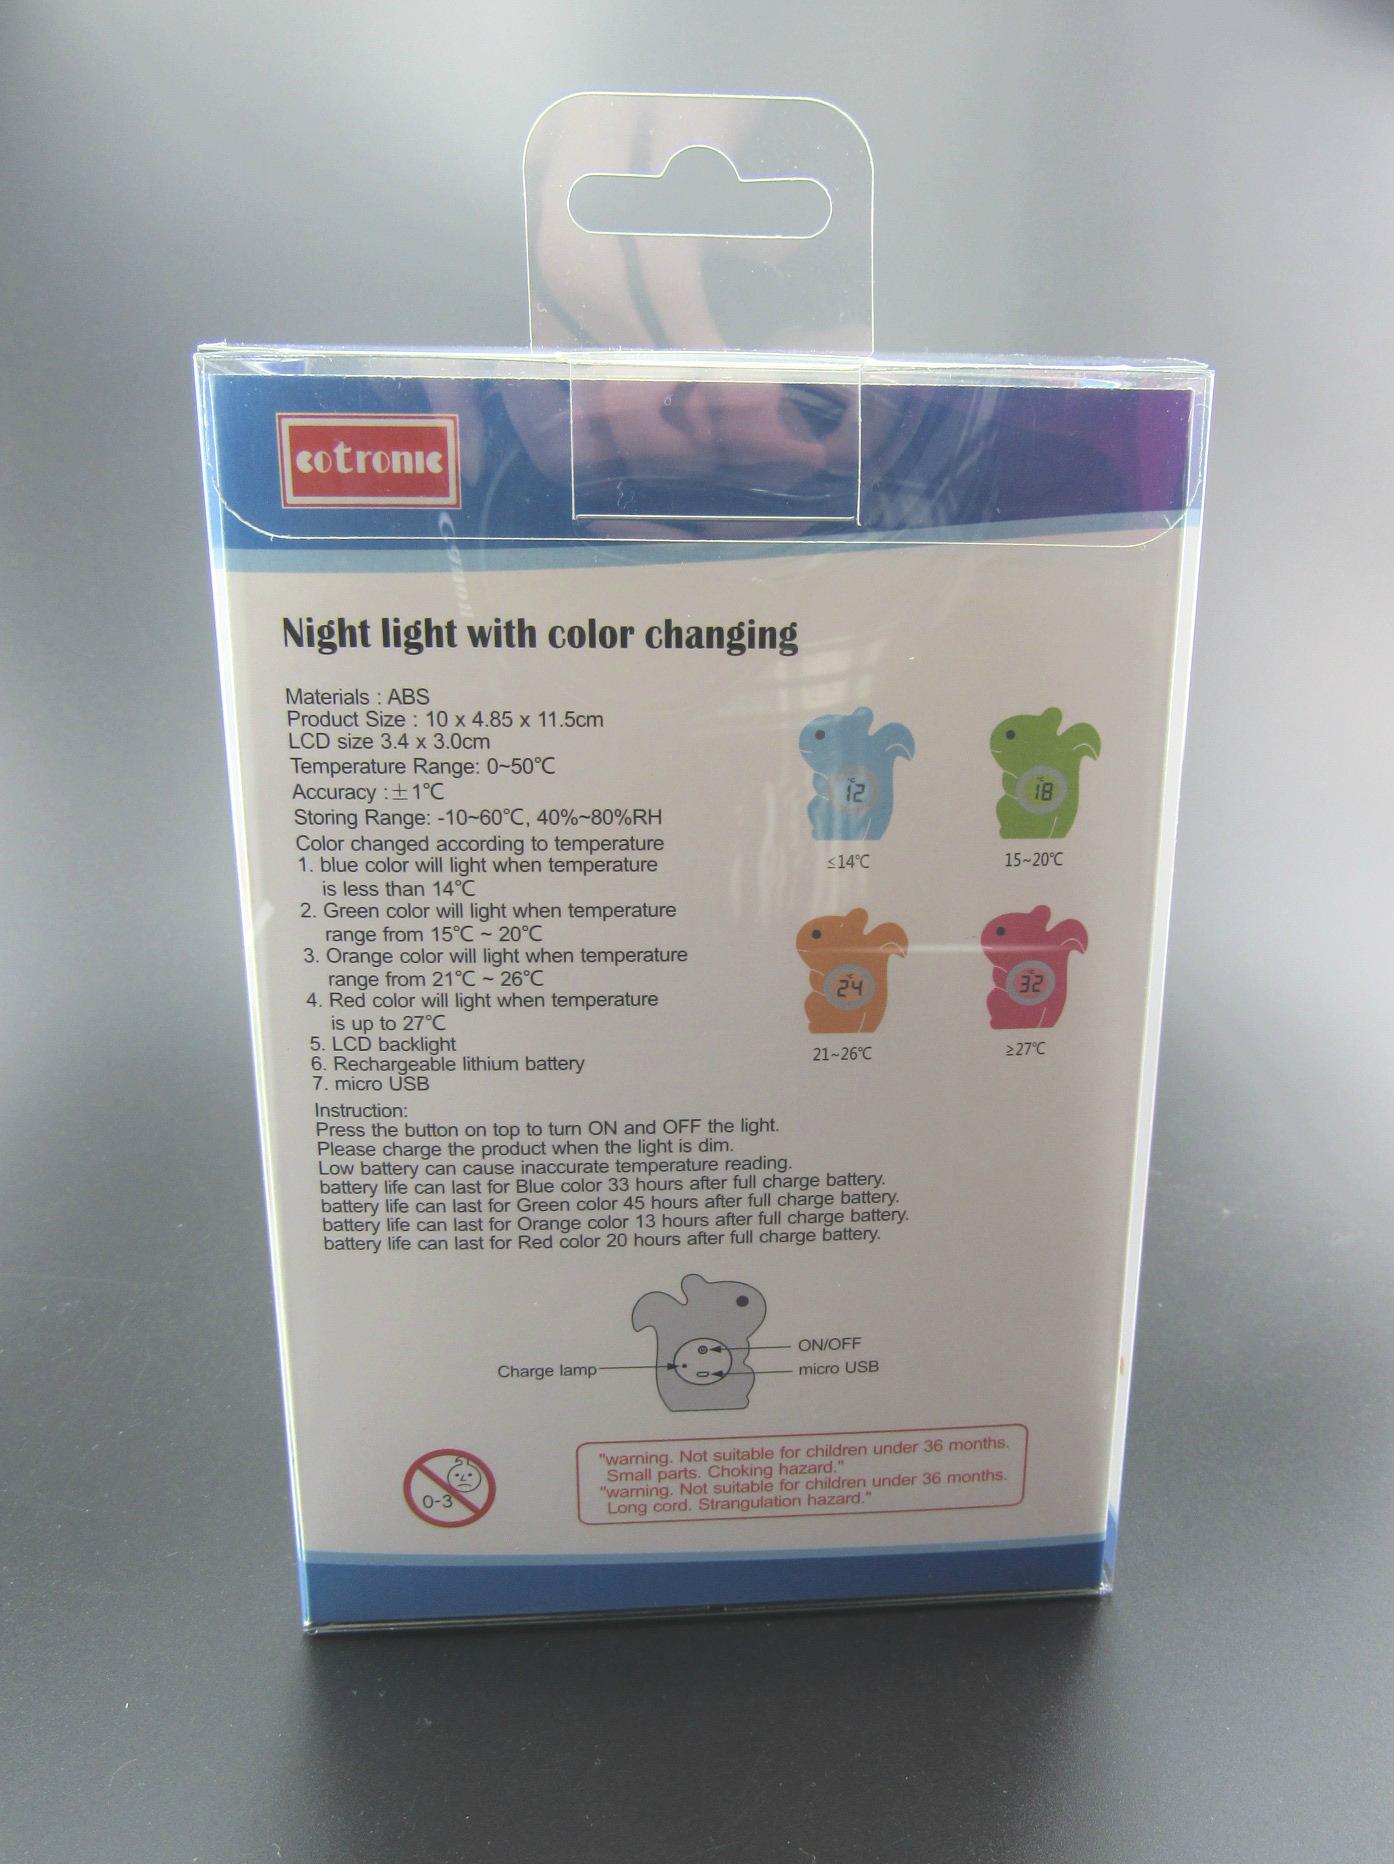 cotronic
Canon
Night light with color changing
Materials : ABS
Product Size : 10 x 4.85 x 11.5cm
LCD size 3.4 x 3.0cm
Temperature Range: 0~50℃
Accuracy :±1℃
Storing Range: -10~60℃, 40%~80%RH
Color changed according to temperature
1. blue color will light when temperature
is less than 14℃
2. Green color will light when temperature
range from 15℃ ~ 20℃
3. Orange color will light when temperature
range from 21℃ ~ 26℃
4. Red color will light when temperature
is up to 27℃
5. LCD backlight
6. Rechargeable lithium battery
7. micro USB
℃
12
≤14℃
℃
18
15~20℃
℃
24
21~26℃
℃
32
≥27℃
Instruction:
Press the button on top to turn ON and OFF the light.
Please charge the product when the light is dim.
Low battery can cause inaccurate temperature reading.
battery life can last for Blue color 33 hours after full charge battery.
battery life can last for Green color 45 hours after full charge battery.
battery life can last for Orange color 13 hours after full charge battery.
battery life can last for Red color 20 hours after full charge battery.
ON/OFF
Charge lamp
micro USB
0-3
"warning. Not suitable for children under 36 months.
Small parts. Choking hazard."
"warning. Not suitable for children under 36 months.
Long cord. Strangulation hazard."